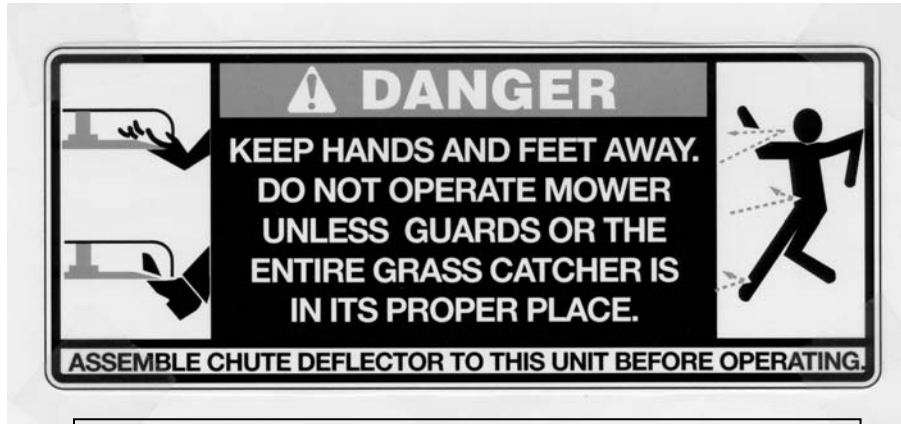 DANGER
KEEP HANDS AND FEET AWAY.
DO NOT OPERATE MOWER
UNLESS GUARDS OR THE
ENTIRE GRASS CATCHER IS
IN ITS PROPER PLACE.
ASSEMBLE CHUTE DEFLECTOR TO THIS UNIT BEFORE OPERATING.